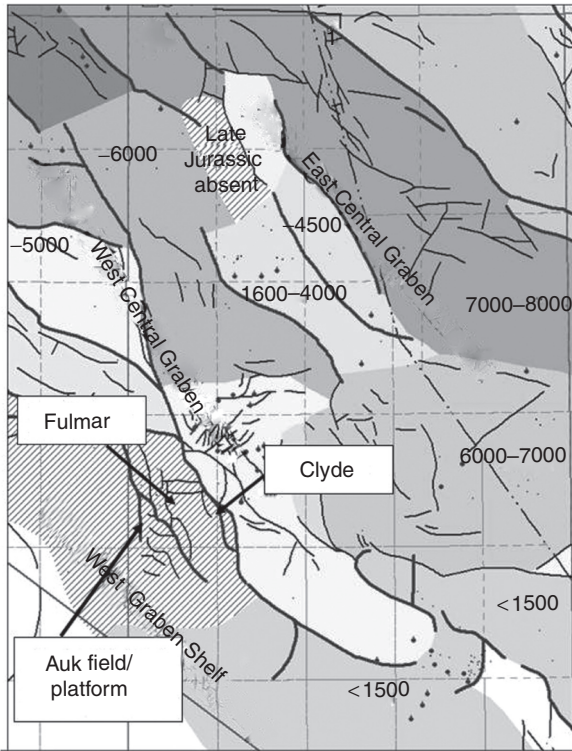 Late
Jurassic
absent
–6000
East Central Graben
–4500
–5000
West Central Graben
1600–4000
7000–8000
Fulmar
6000–7000
Clyde
West Graben Shelf
<1500
Auk field/
platform
<1500